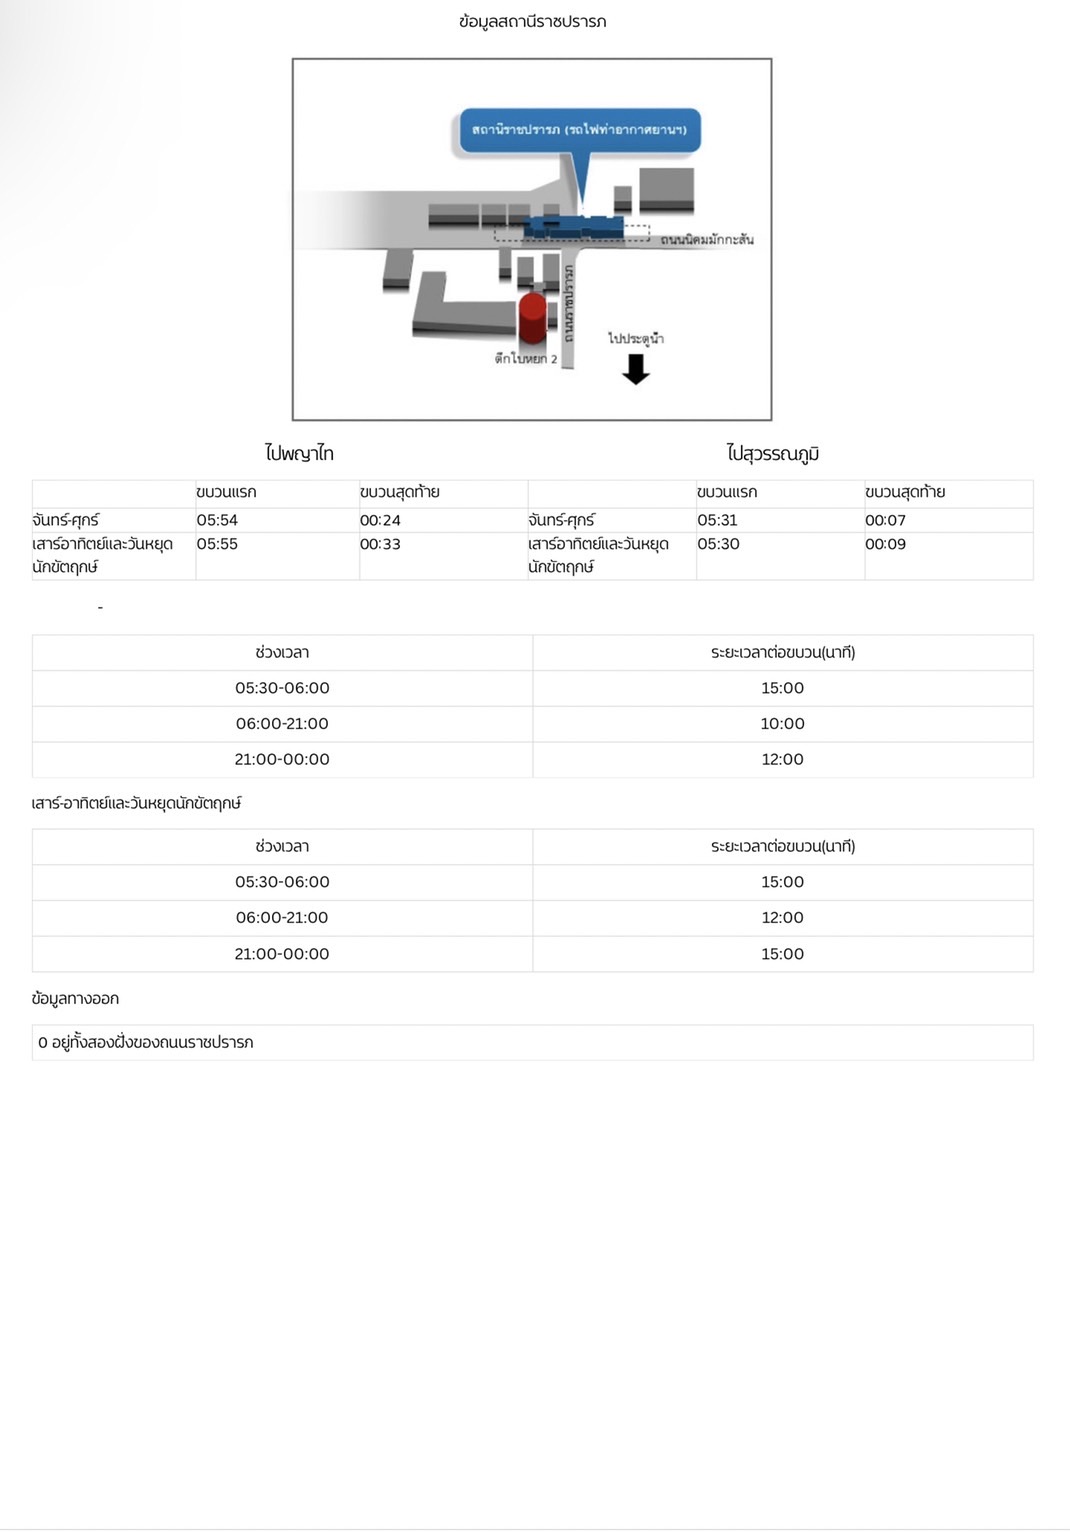 ข้อมูลสถานีราชปรารภ
สถานีราชปรารภ (รถไฟท่าอากาศยานฯ)
ถนนนิคมมักกะสัน
ถนนราชปรารภ
ไปประตูน้ำ
ตึกใบหยก 2
ไปพญาไท ไปสุวรรณภูมิ
ขบวนแรก ขบวนสุดท้าย ขบวนแรก ขบวนสุดท้าย
จันทร์-ศุกร์ 05:54 00:24 จันทร์-ศุกร์ 05:31 00:07
เสาร์อาทิตย์และวันหยุด 05:55 00:33 เสาร์อาทิตย์และวันหยุด 05:30 00:09
นักขัตฤกษ์ นักขัตฤกษ์
-
ช่วงเวลา ระยะเวลาต่อขบวน(นาที)
05:30-06:00 15:00
06:00-21:00 10:00
21:00-00:00 12:00
เสาร์-อาทิตย์และวันหยุดนักขัตฤกษ์
ช่วงเวลา ระยะเวลาต่อขบวน(นาที)
05:30-06:00 15:00
06:00-21:00 12:00
21:00-00:00 15:00
ข้อมูลทางออก
0 อยู่ทั้งสองฝั่งของถนนราชปรารภ